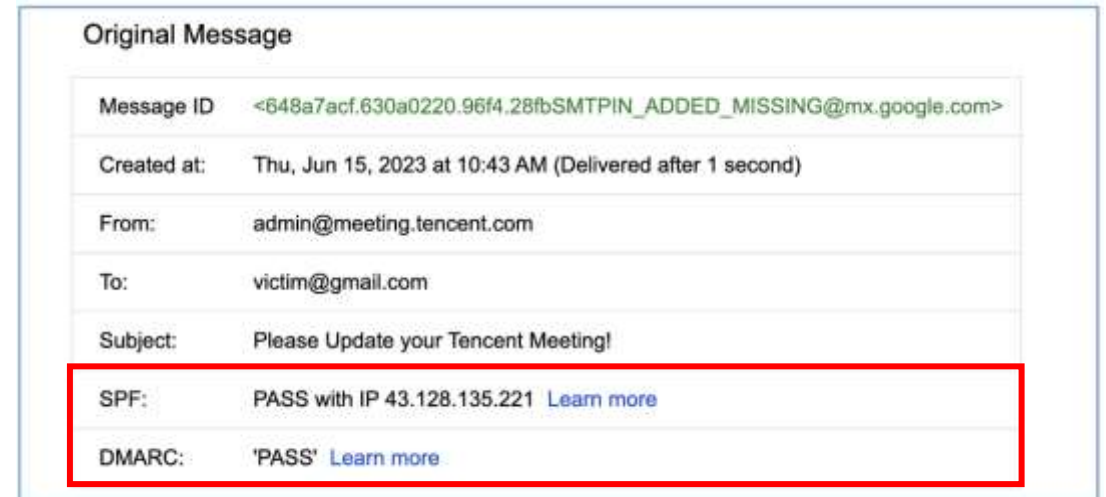 Original Message
Message ID <648a7acf.630a0220.96f4.28fbSMTPIN_ADDED_MISSING@mx.google.com>
Created at: Thu, Jun 15, 2023 at 10:43 AM (Delivered after 1 second)
From: admin@meeting.tencent.com
To: victim@gmail.com
Subject: Please Update your Tencent Meeting!
SPF: PASS with IP 43.128.135.221 Learn more
DMARC: 'PASS' Learn more